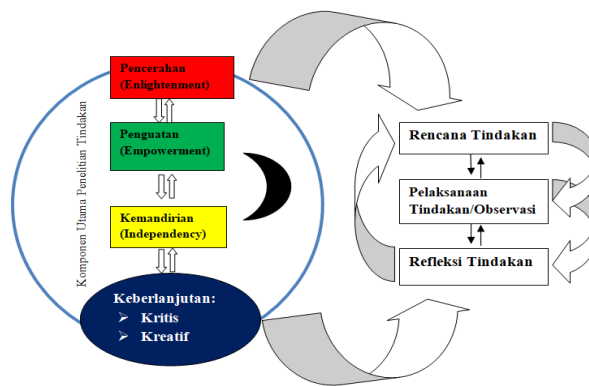 Komponen Utama Penelitian Tindakan
Pencerahan
(Enlightenment)
Penguatan
(Empowerment)
Kemandirian
(Independency)
Keberlanjutan:
➢ Kritis
➢ Kreatif
Rencana Tindakan
Pelaksanaan
Tindakan/Observasi
Refleksi Tindakan